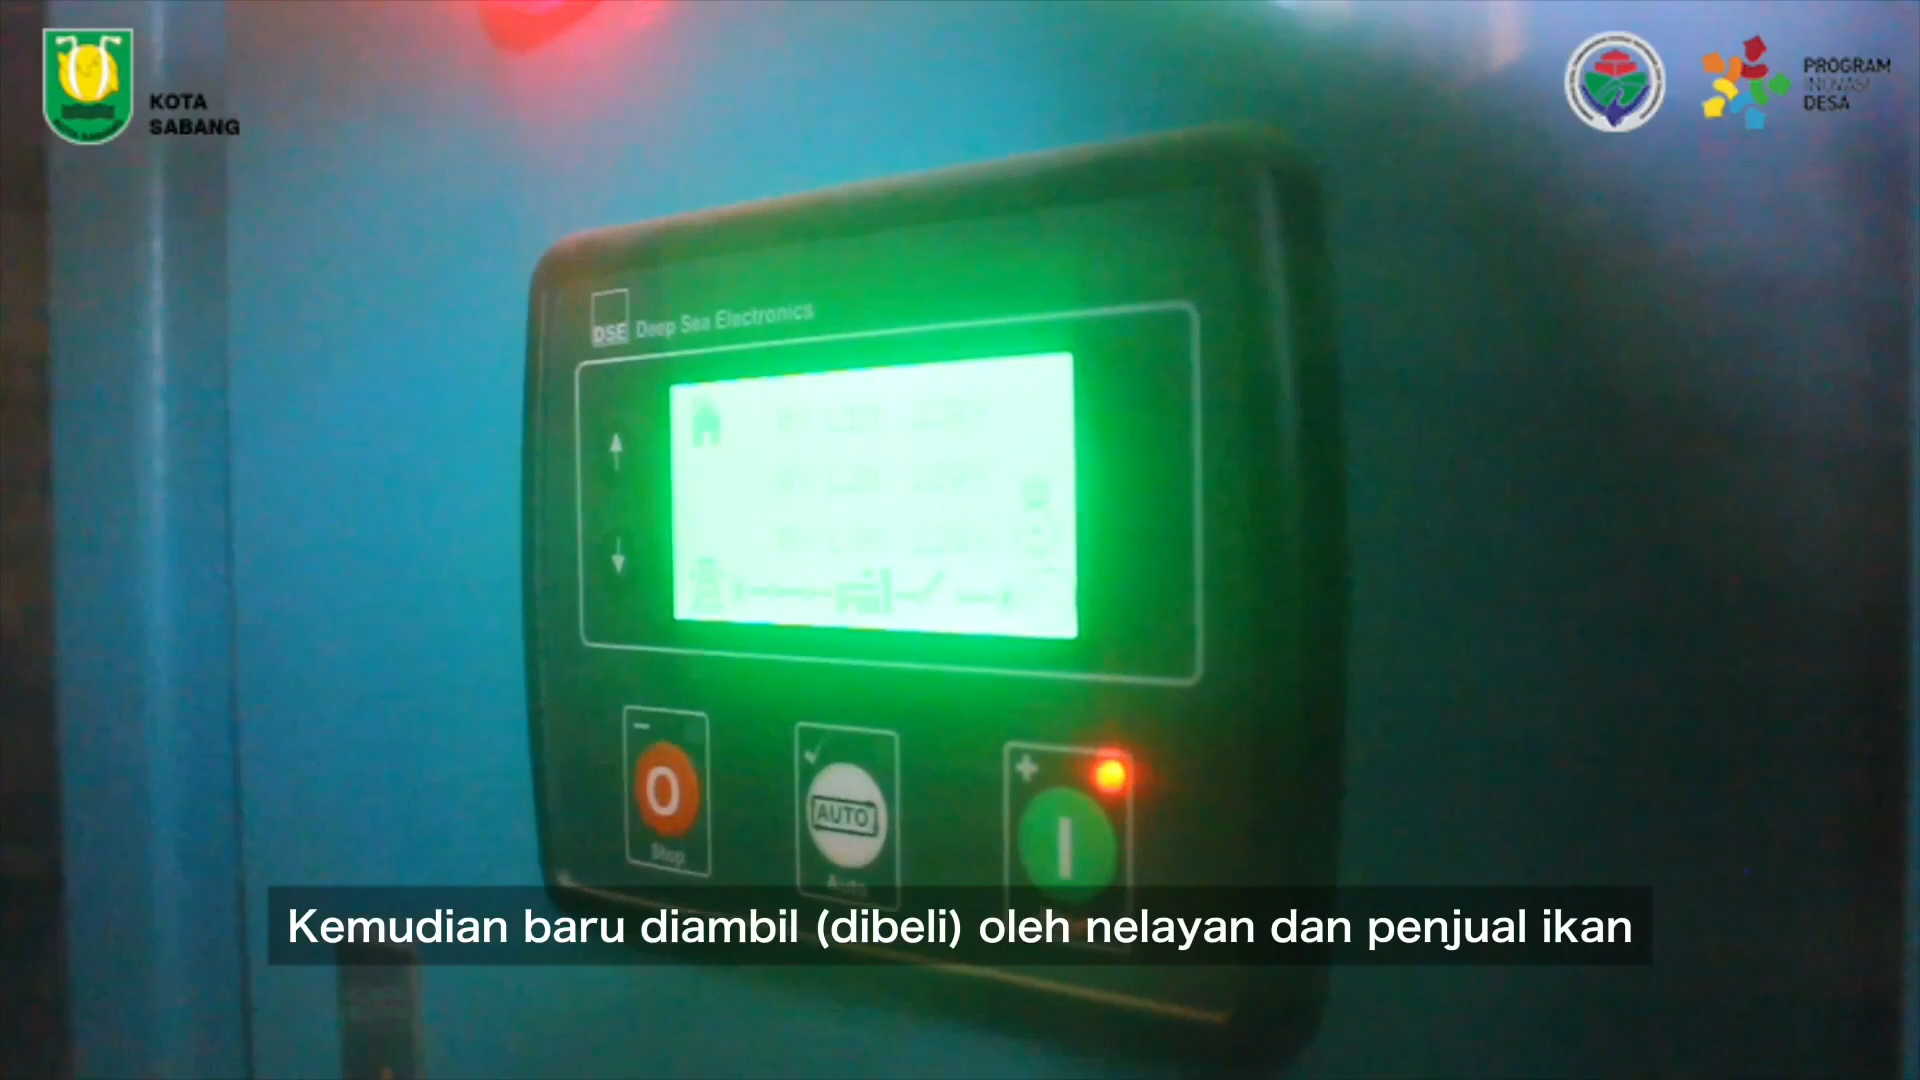 KOTA
SABANG
PROGRAM
INOVASI
DESA
DSE Deep Sea Electronics
O
Stop
AUTO
Auto
I
Kemudian baru diambil (dibeli) oleh nelayan dan penjual ikan